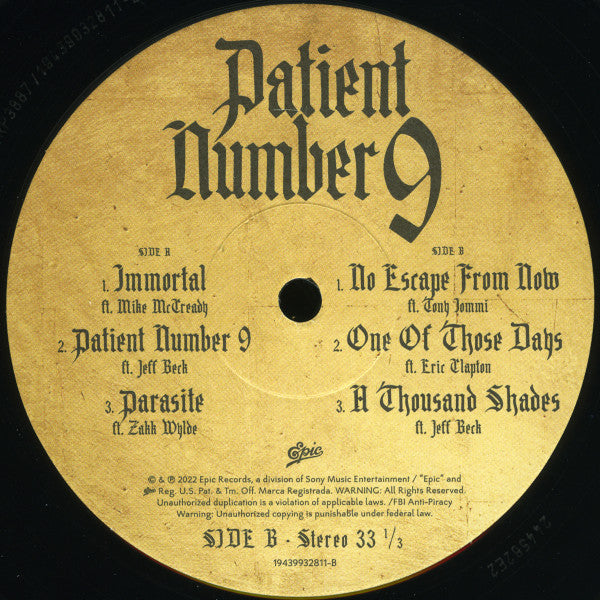 Patient
Number 9
SIDE A
1. Immortal
ft. Mike McCready
2. Patient Number 9
ft. Jeff Beck
3. Parasite
ft. Zakk Wylde
SIDE B
1. No Escape From Now
ft. Tony Iommi
2. One Of Those Days
ft. Eric Clapton
3. A Thousand Shades
ft. Jeff Beck
Epic
© & ℗ 2022 Epic Records, a division of Sony Music Entertainment / "Epic" and
Epic Reg. U.S. Pat. & Tm. Off. Marca Registrada. WARNING: All Rights Reserved.
Unauthorized duplication is a violation of applicable laws. /FBI Anti-Piracy
Warning: Unauthorized copying is punishable under federal law.
SIDE B - Stereo 33 1/3
19439932811-B